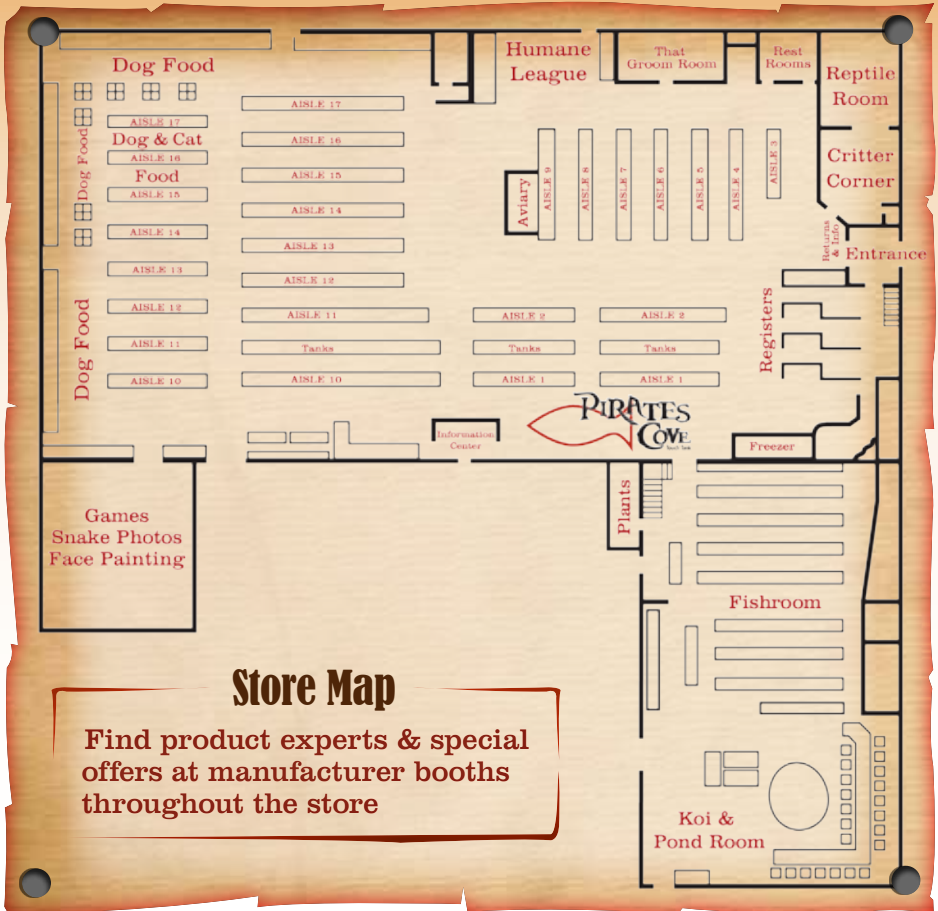 Dog Food
Humane
League
That
Groom Room
Rest
Rooms
Reptile
Room
Dog Food
AISLE 17
Dog & Cat
AISLE 16
Food
AISLE 15
AISLE 14
AISLE 13
AISLE 12
AISLE 11
AISLE 10
Dog Food
AISLE 17
AISLE 16
AISLE 15
AISLE 14
AISLE 13
AISLE 12
AISLE 11
Tanks
AISLE 10
Aviary
AISLE 9
AISLE 8
AISLE 7
AISLE 6
AISLE 5
AISLE 4
AISLE 3
Critter
Corner
Returns
& Info
Entrance
Registers
AISLE 2
AISLE 2
Tanks
Tanks
AISLE 1
AISLE 1
PIRATES
COVE
Information
Center
Freezer
Games
Snake Photos
Face Painting
Plants
Fishroom
Koi &
Pond Room
Store Map
Find product experts & special
offers at manufacturer booths
throughout the store